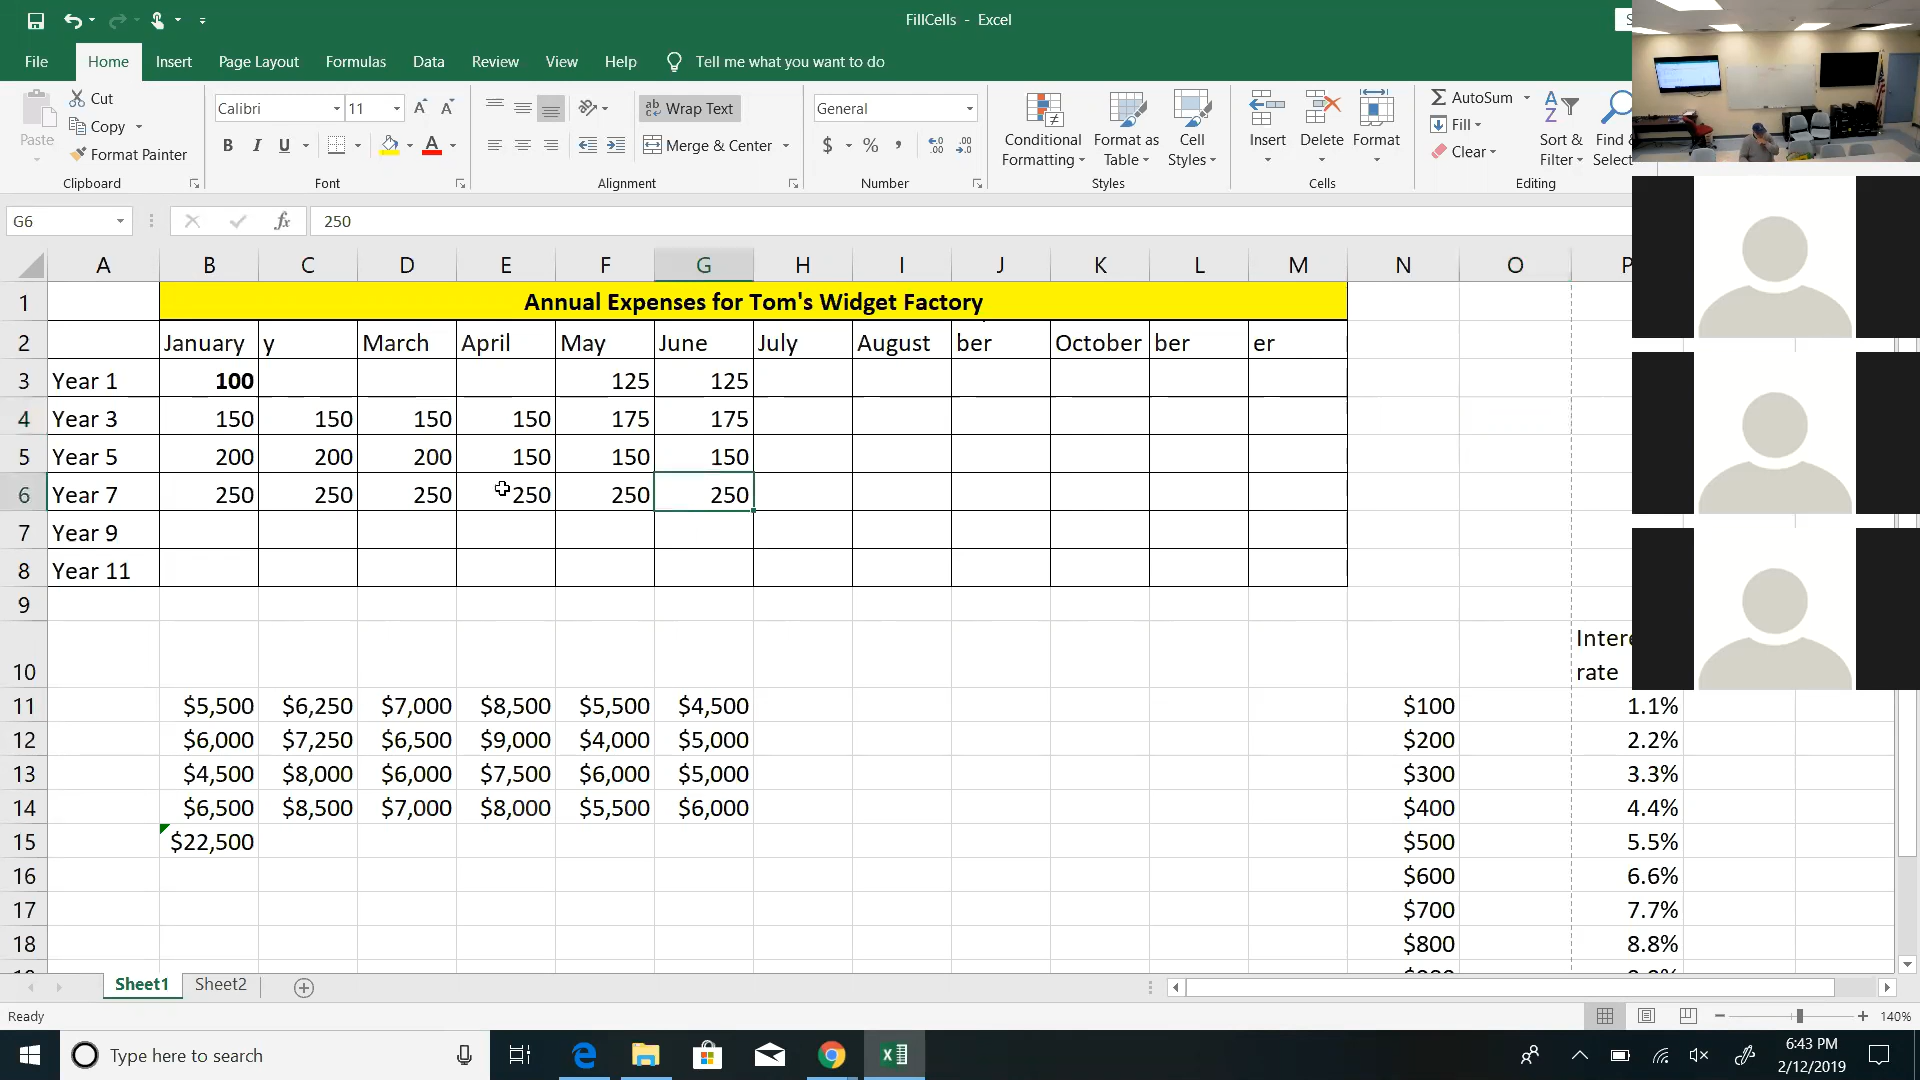 FillCells - Excel
File Home Insert Page Layout Formulas Data Review View Help Tell me what you want to do
Paste
Cut
Copy
Format Painter
Clipboard
Calibri 11
B I U
Font
Wrap Text
Merge & Center
Alignment
General
$ % ,
Number
Conditional Formatting
Format as Table
Cell Styles
Styles
Insert Delete Format
Cells
AutoSum
Fill
Clear
Sort & Filter
Find & Select
Editing
G6 fx 250
A B C D E F G H I J K L M N O P
1 Annual Expenses for Tom's Widget Factory
2 January y March April May June July August ber October ber er
3 Year 1 100 125 125
4 Year 3 150 150 150 150 175 175
5 Year 5 200 200 200 150 150 150
6 Year 7 250 250 250 250 250 250
7 Year 9
8 Year 11
9
10 rate
11 $5,500 $6,250 $7,000 $8,500 $5,500 $4,500 $100 1.1%
12 $6,000 $7,250 $6,500 $9,000 $4,000 $5,000 $200 2.2%
13 $4,500 $8,000 $6,000 $7,500 $6,000 $5,000 $300 3.3%
14 $6,500 $8,500 $7,000 $8,000 $5,500 $6,000 $400 4.4%
15 $22,500 $500 5.5%
16 $600 6.6%
17 $700 7.7%
18 $800 8.8%
Sheet1 Sheet2
Ready 140%
Type here to search
6:43 PM
2/12/2019